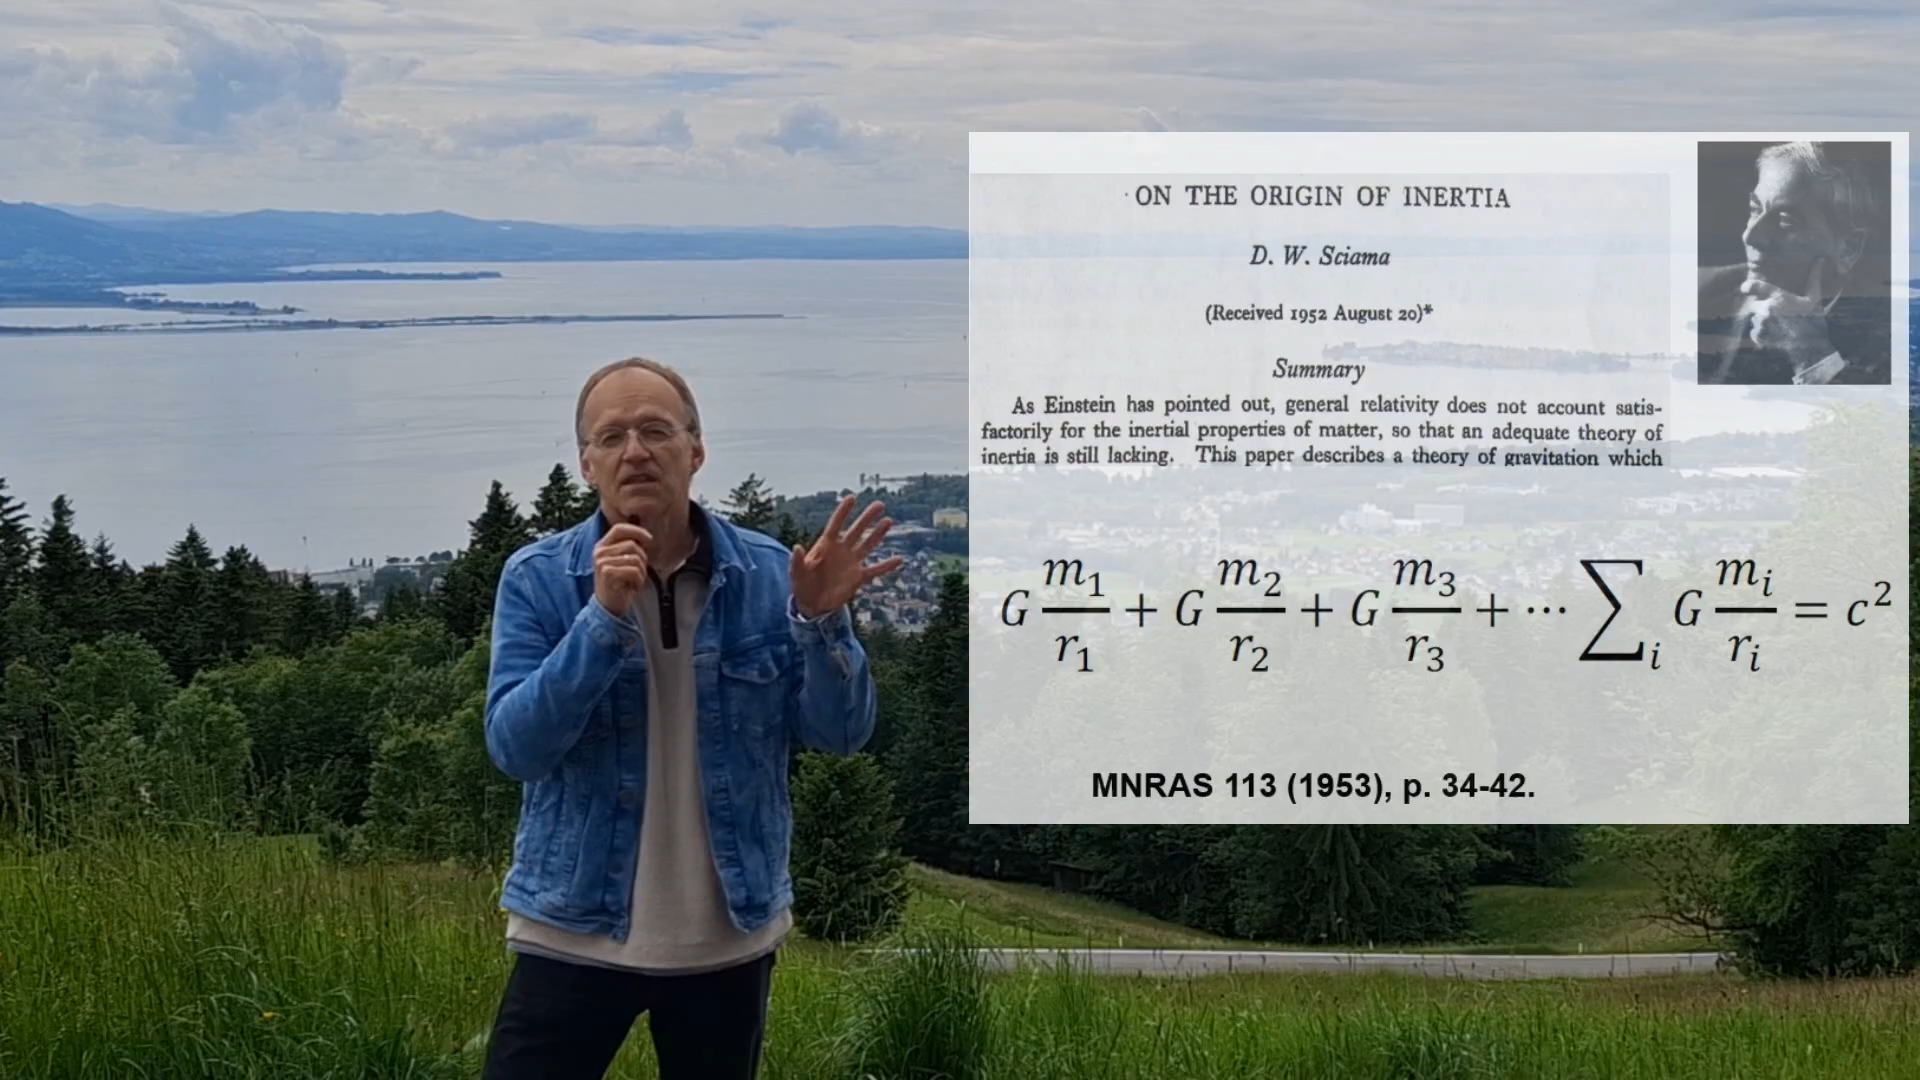 ON THE ORIGIN OF INERTIA
D. W. Sciama
(Received 1952 August 20)*
Summary
As Einstein has pointed out, general relativity does not account satis-
factorily for the inertial properties of matter, so that an adequate theory of
inertia is still lacking. This paper describes a theory of gravitation which
G m₁/r₁ + G m₂/r₂ + G m₃/r₃ + ⋯ ∑ᵢ G mᵢ/rᵢ = c²
MNRAS 113 (1953), p. 34-42.